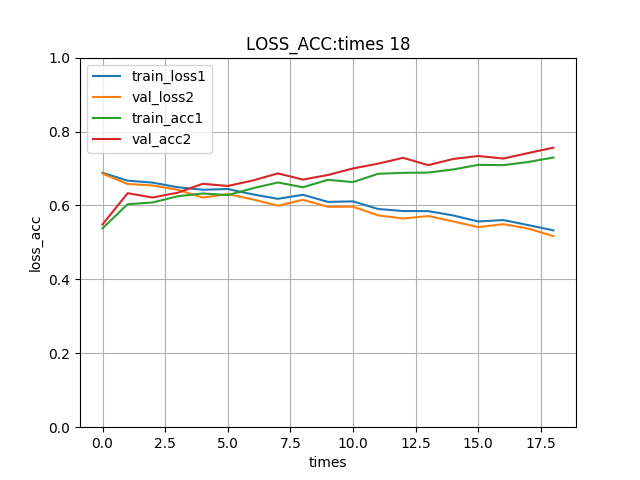 LOSS_ACC:times 18
1.0
0.8
0.6
0.4
0.2
0.0
loss_acc
train_loss1
val_loss2
train_acc1
val_acc2
0.0 2.5 5.0 7.5 10.0 12.5 15.0 17.5
times